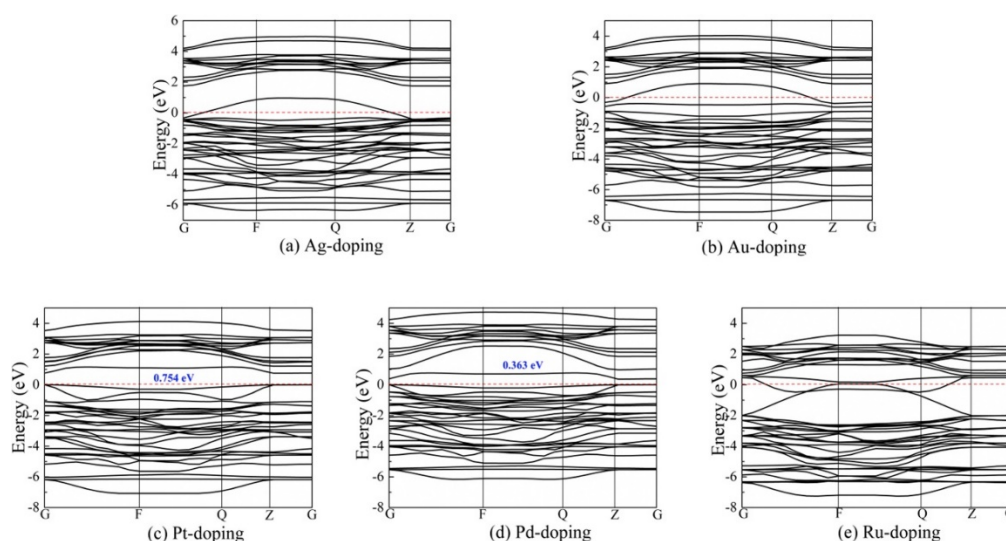 Energy (eV)
6
4
2
0
-2
-4
-6
G F Q Z G
(a) Ag-doping
Energy (eV)
6
4
2
0
-2
-4
-6
-8
G F Q Z G
(b) Au-doping
Energy (eV)
4
2
0
-2
-4
-6
-8
0.754 eV
G F Q Z G
(c) Pt-doping
Energy (eV)
4
2
0
-2
-4
-6
-8
0.363 eV
G F Q Z G
(d) Pd-doping
Energy (eV)
4
2
0
-2
-4
-6
-8
G F Q Z
(e) Ru-doping